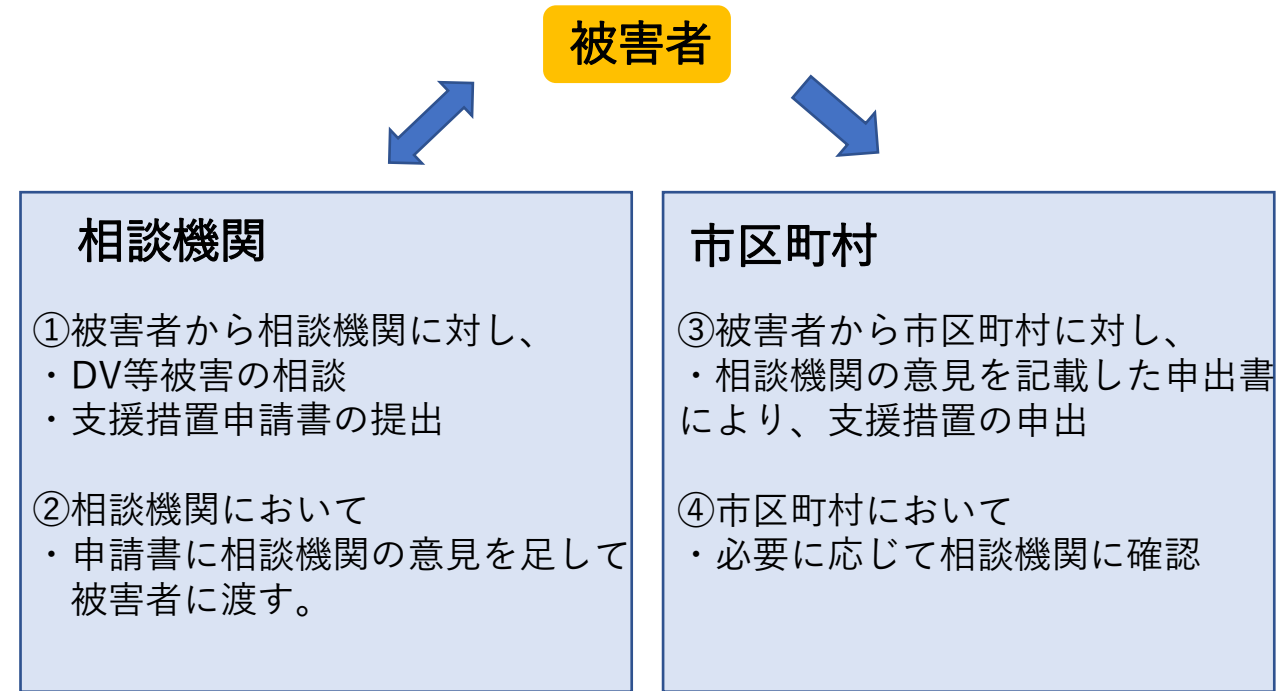 被害者
相談機関
①被害者から相談機関に対し、
・DV等被害の相談
・支援措置申請書の提出
②相談機関において
・申請書に相談機関の意見を足して
被害者に渡す。
市区町村
③被害者から市区町村に対し、
・相談機関の意見を記載した申出書
により、支援措置の申出
④市区町村において
・必要に応じて相談機関に確認